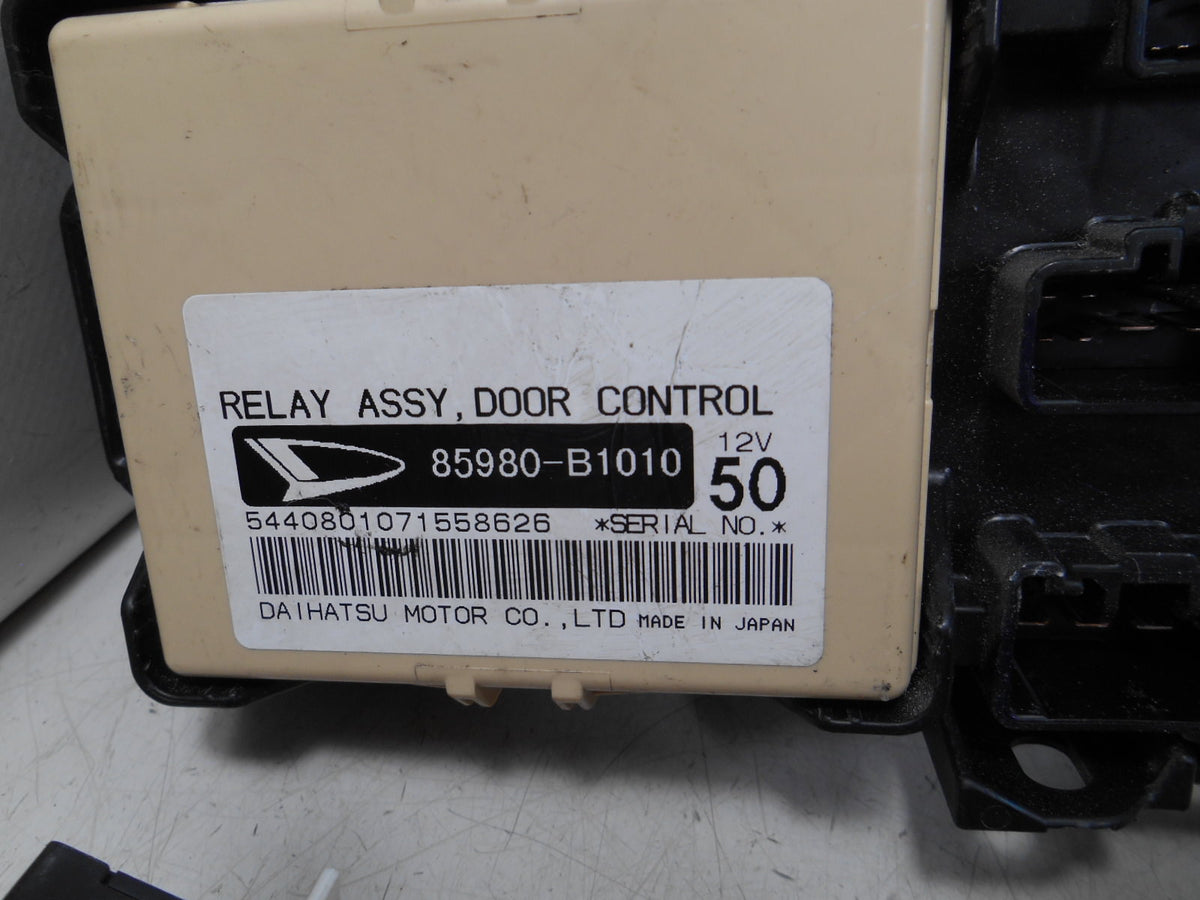 RELAY ASSY, DOOR CONTROL
85980-B1010
12V
50
5440801071558626 *SERIAL NO.*
DAIHATSU MOTOR CO.,LTD MADE IN JAPAN